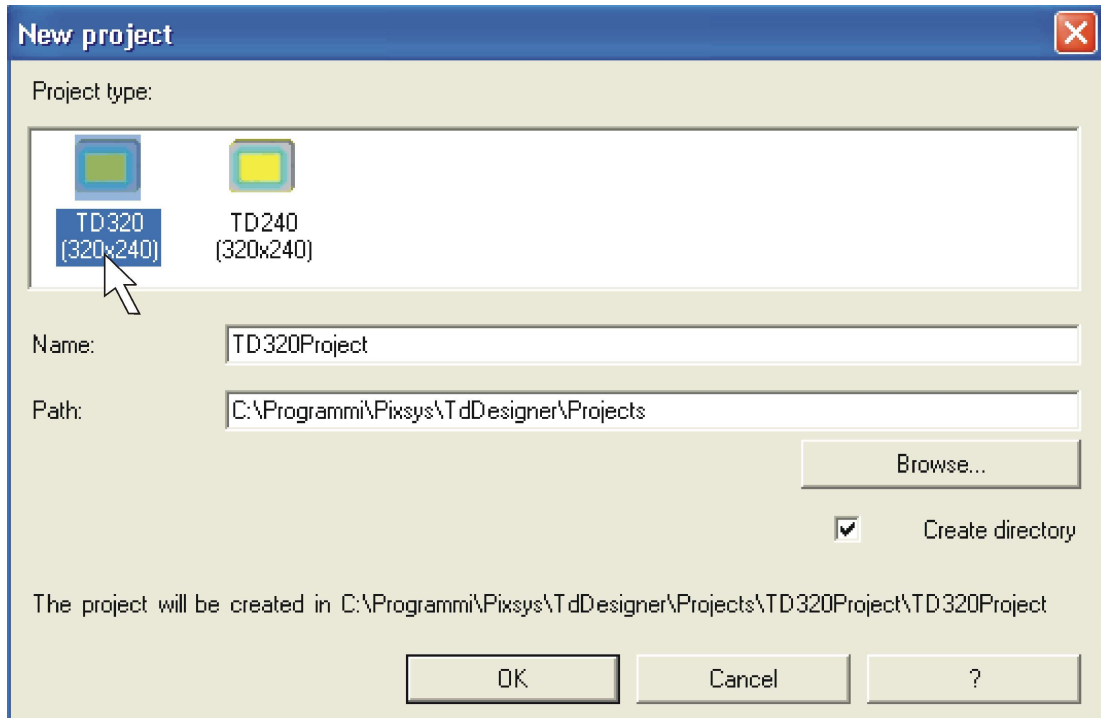 New project
Project type:
TD320
(320x240)
TD240
(320x240)
Name:
TD320Project
Path:
C:\Programmi\Pixsys\TdDesigner\Projects
Browse...
Create directory
The project will be created in C:\Programmi\Pixsys\TdDesigner\Projects\TD320Project\TD320Project
OK
Cancel
?